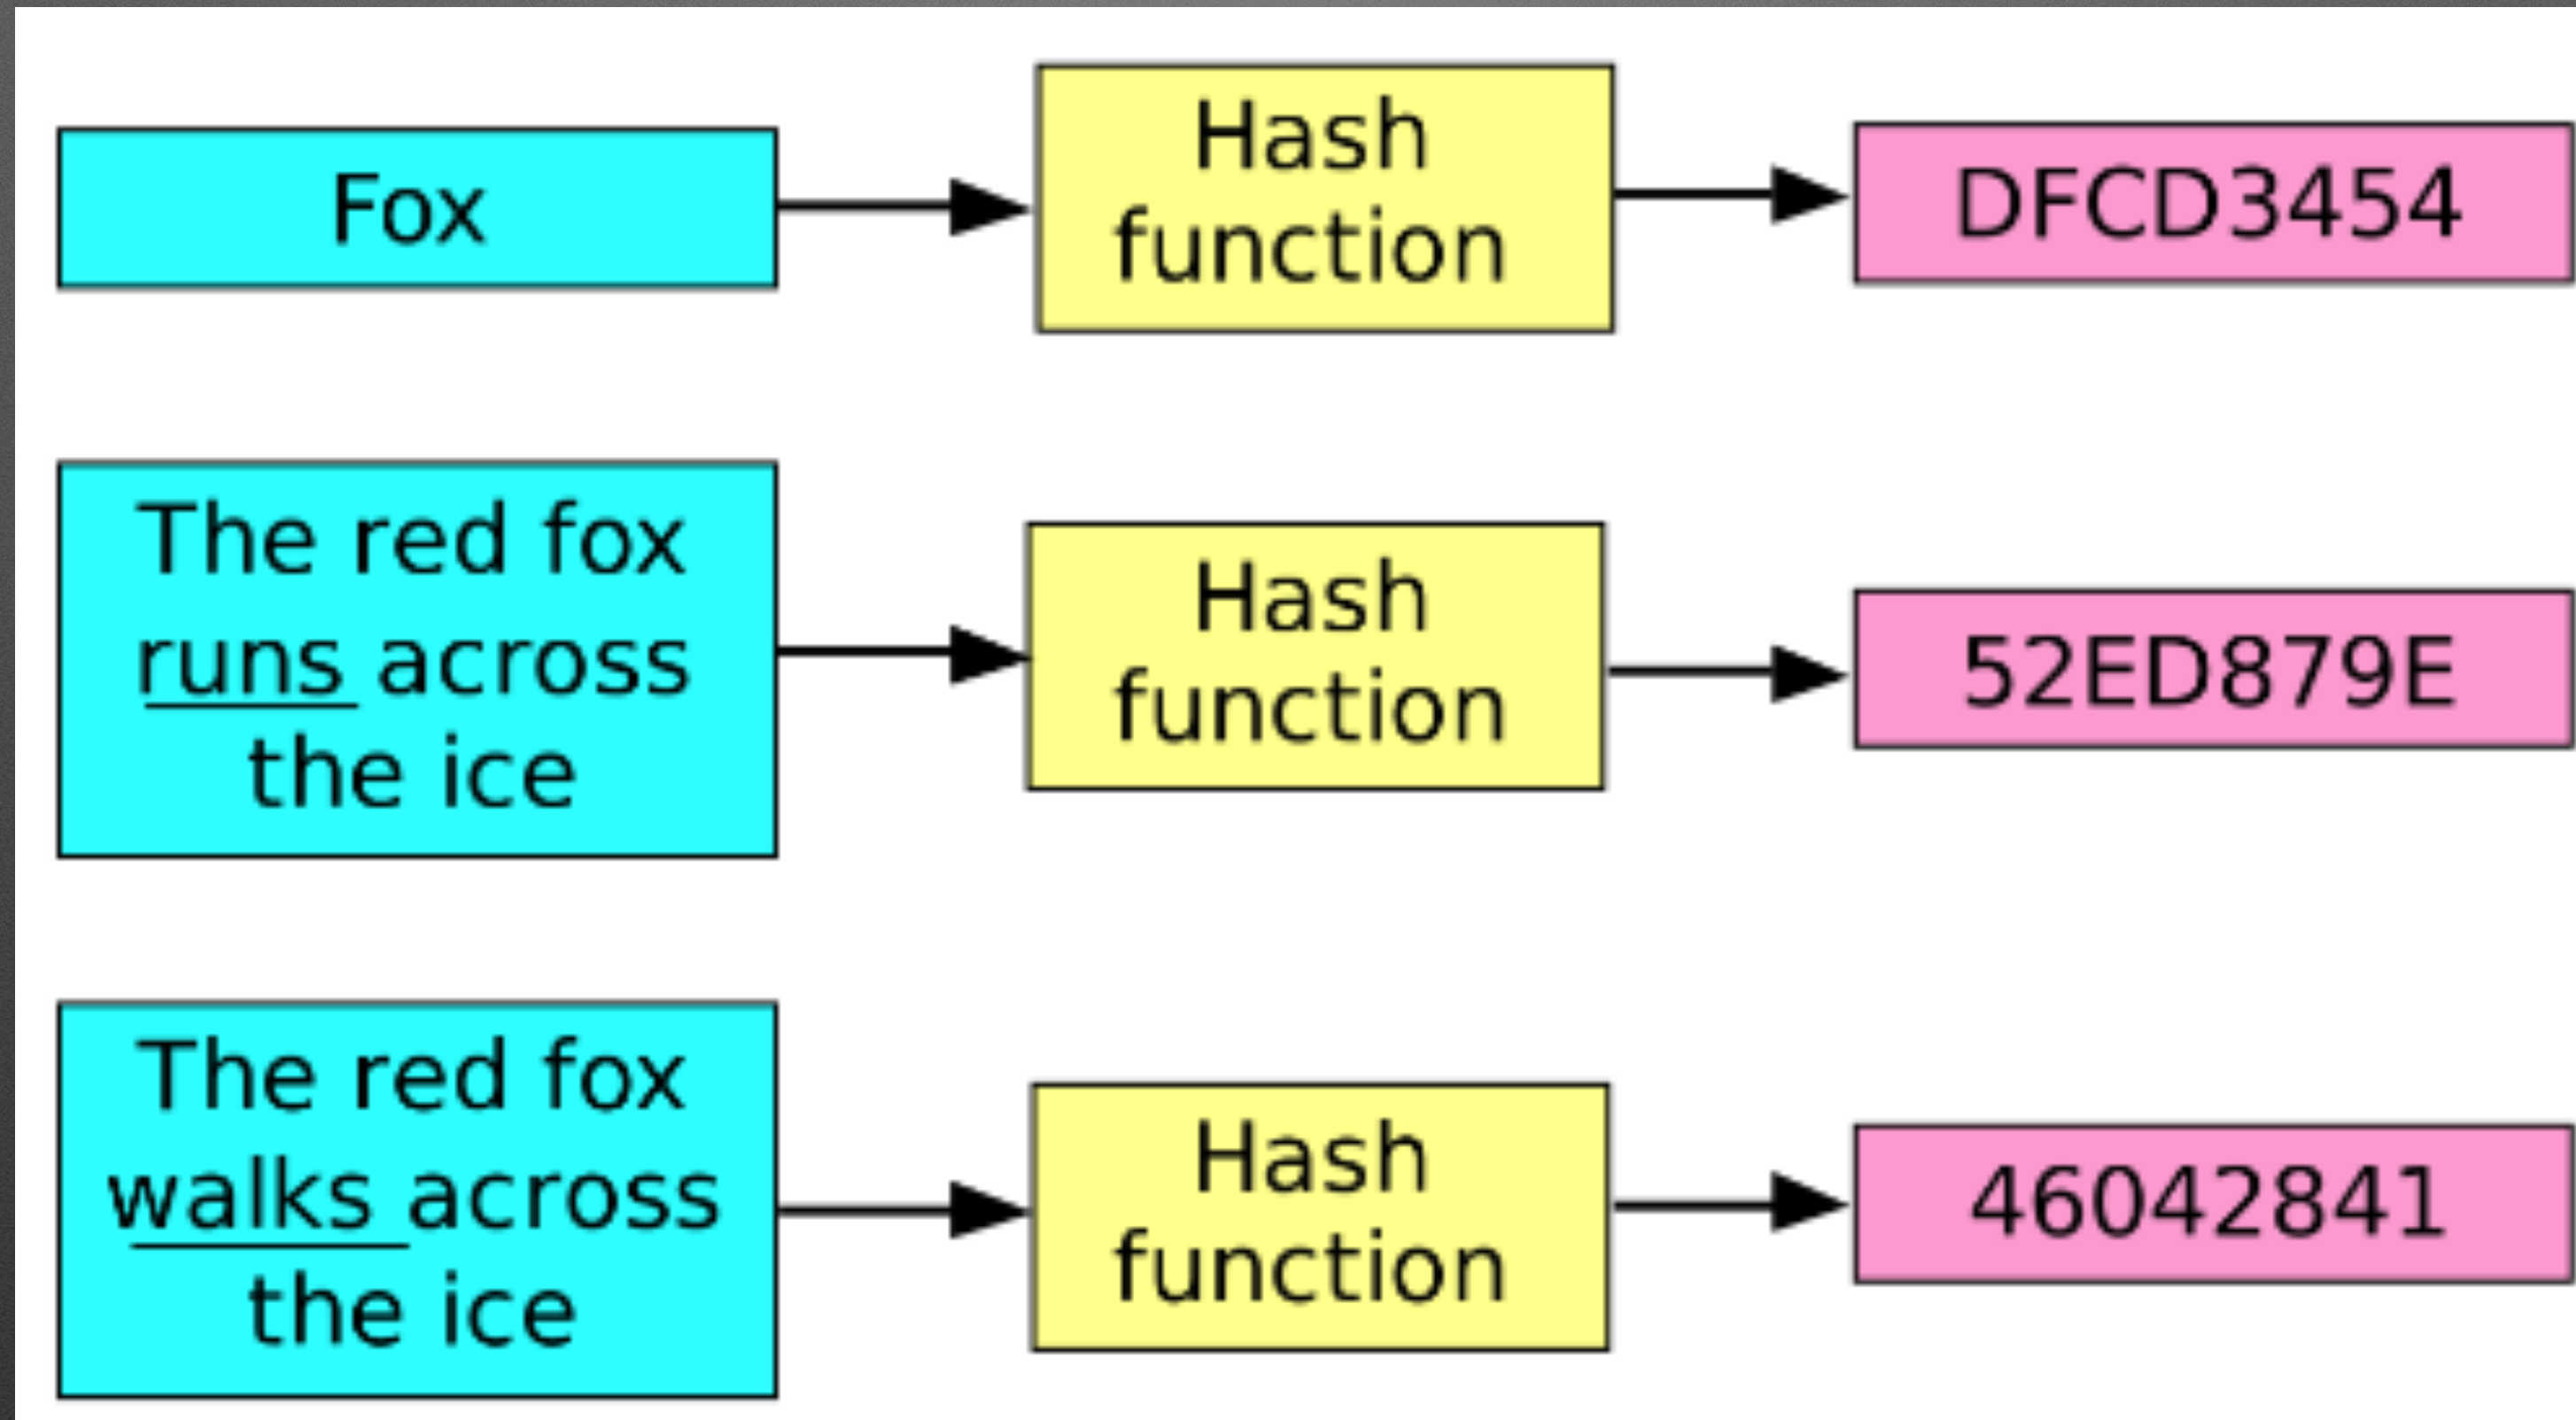 Fox
Hash
function
DFCD3454
The red fox
runs across
the ice
Hash
function
52ED879E
The red fox
walks across
the ice
Hash
function
46042841